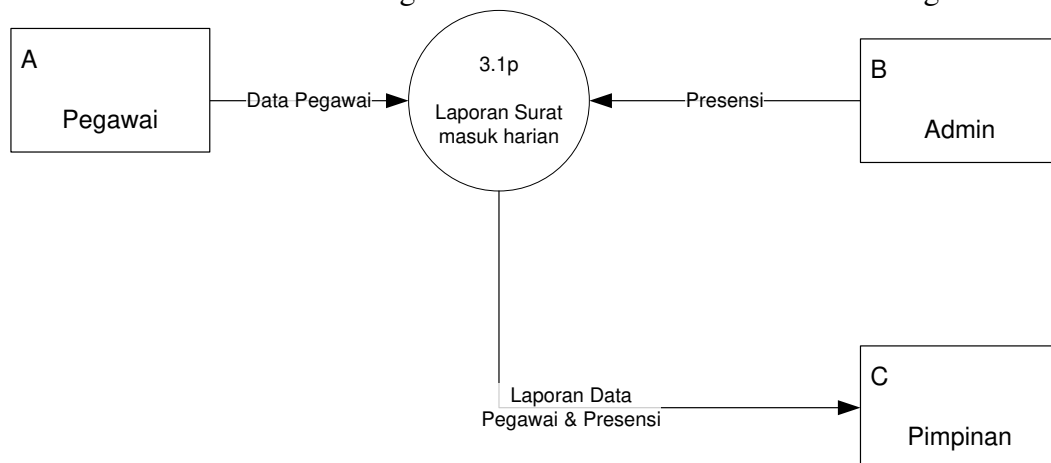 A
Pegawai
Data Pegawai
3.1p
Laporan Surat
masuk harian
Presensi
B
Admin
Laporan Data
Pegawai & Presensi
C
Pimpinan